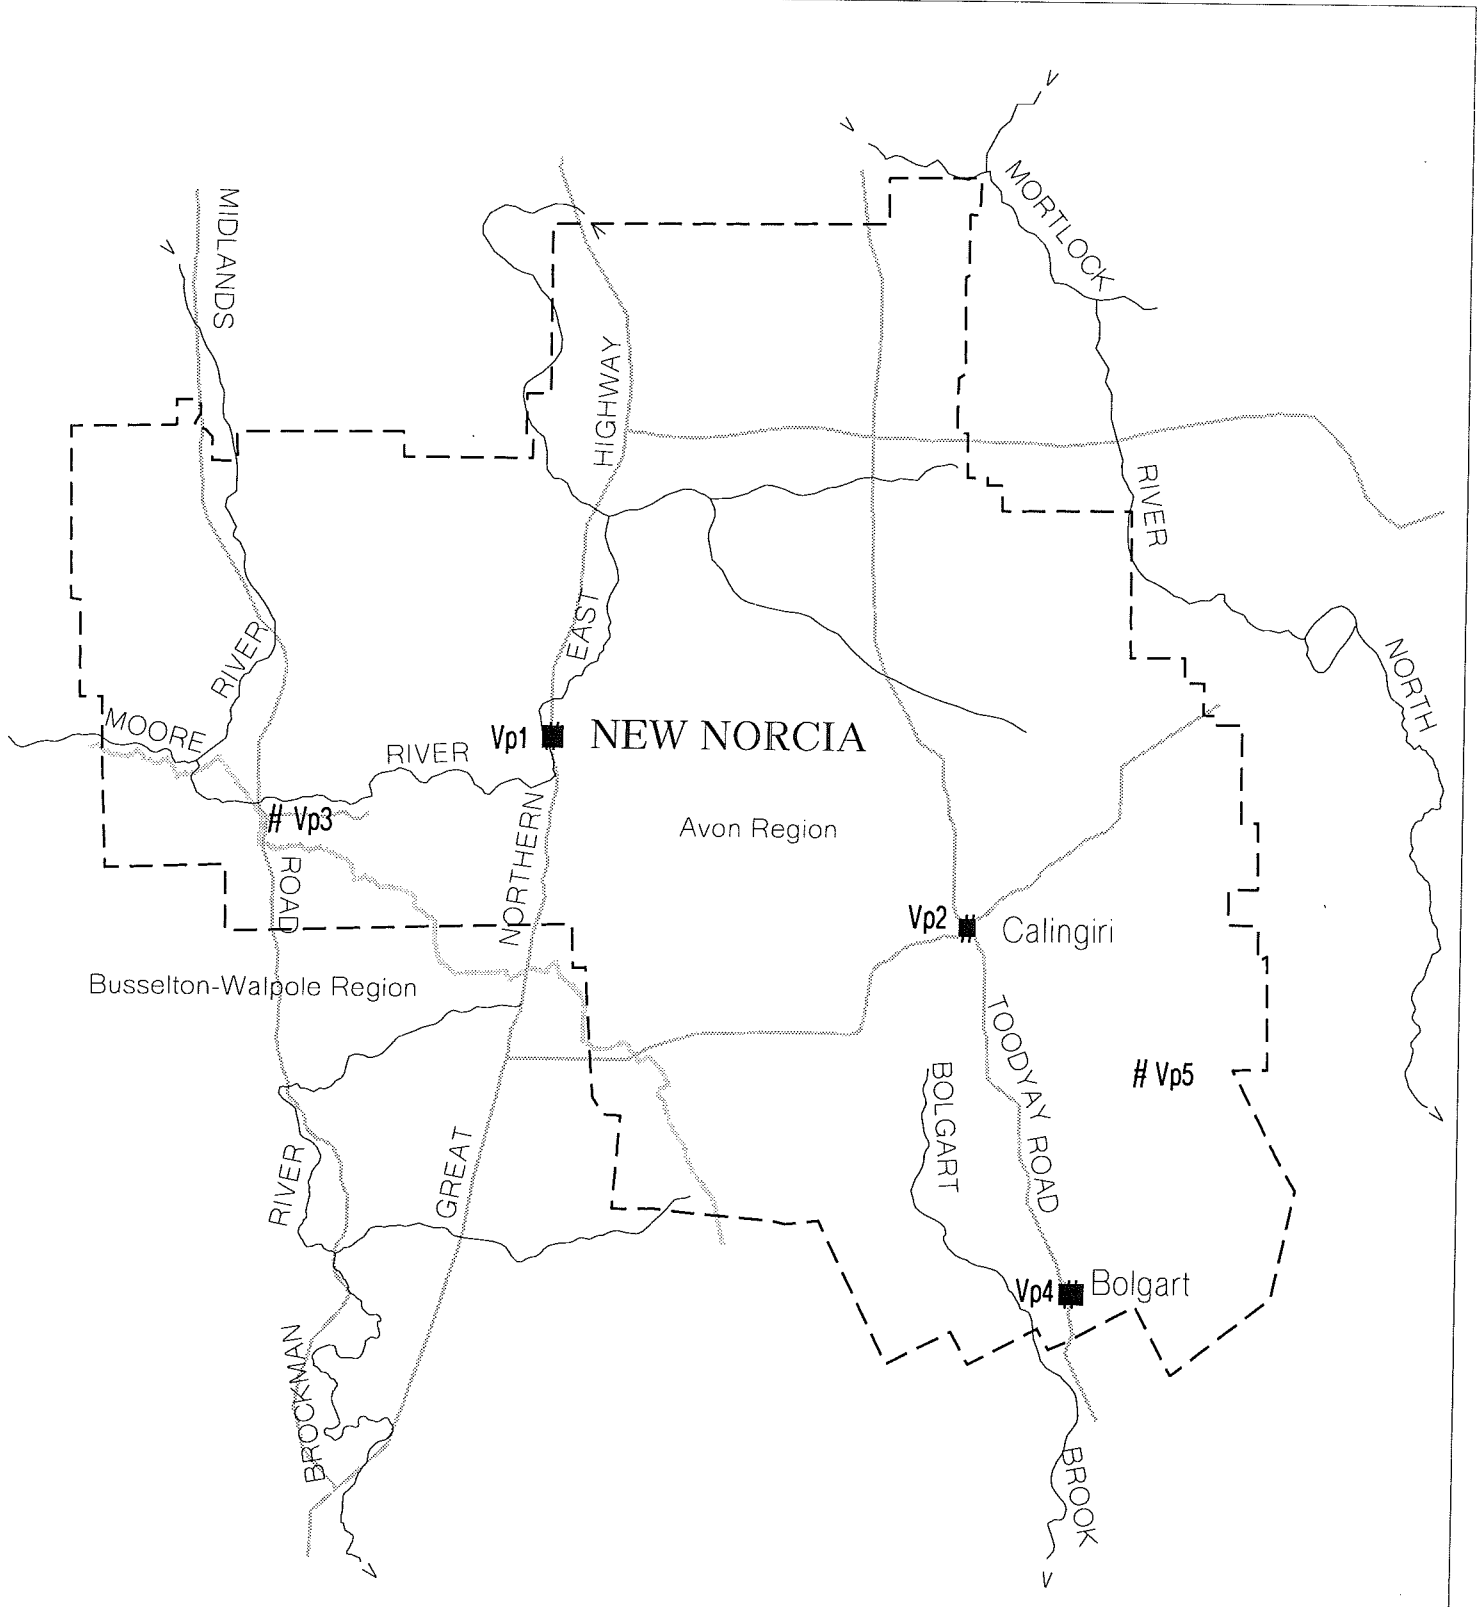 MIDLANDS
MORTLOCK
HIGHWAY
RIVER
EAST
RIVER
NORTH
MOORE
RIVER
Vp1 NEW NORCIA
# Vp3
NORTHERN
Avon Region
ROAD
Vp2 Calingiri
Busselton-Walpole Region
TOODYAY ROAD
# Vp5
BOLGART
GREAT
RIVER
Vp4 Bolgart
BROCKMAN
BROOK